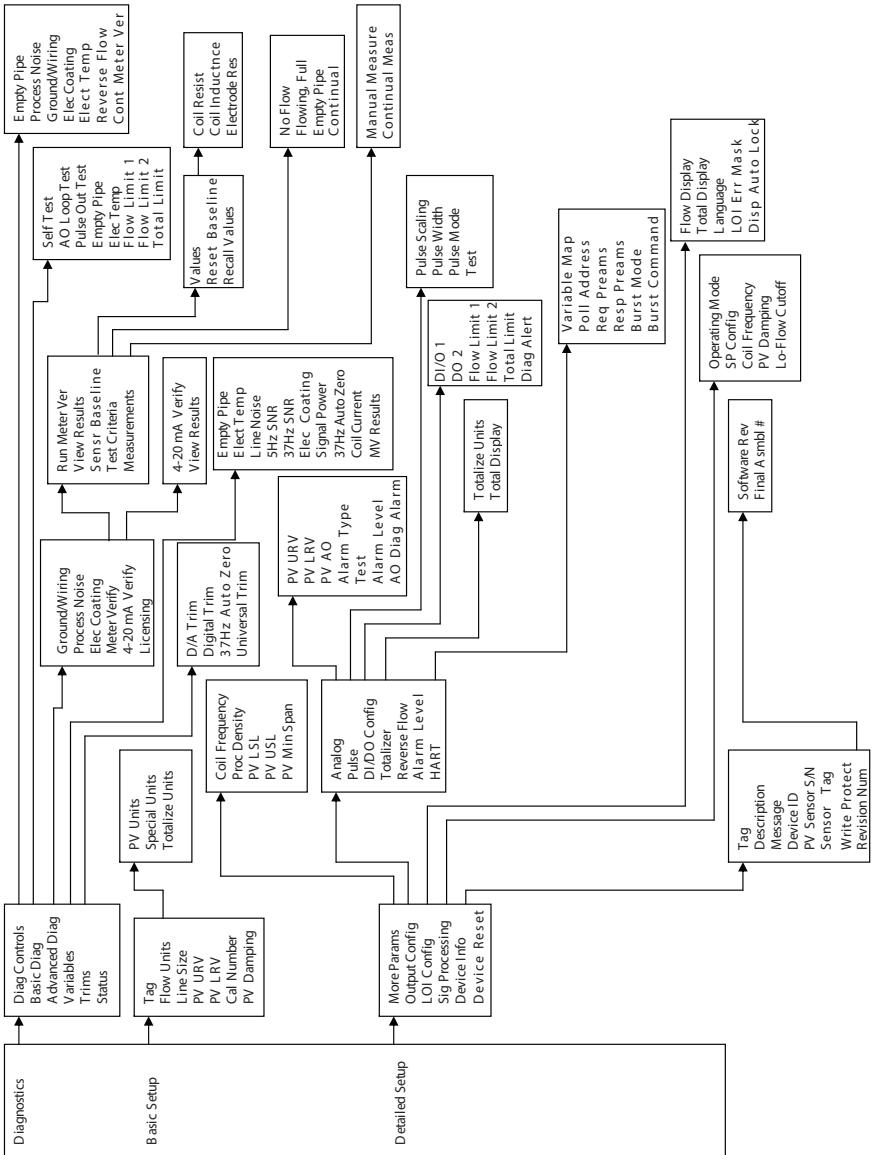 Diagnostics
Basic Setup
Detailed Setup
Diag Controls
Basic Diag
Advanced Diag
Variables
Trims
Status
Tag
Flow Units
Line Size
PV URV
PV LRV
Cal Number
PV Damping
More Params
Output Config
LOI Config
Sig Processing
Device Info
Device Reset
PV Units
Special Units
Totalize Units
Coil Frequency
Proc Density
PV LSL
PV USL
PV Min Span
Analog
Pulse
DI/DO Config
Totalizer
Reverse Flow
Alarm Level
HART
Tag
Description
Message
Device ID
PV Sensor S/N
Sensor Tag
Write Protect
Revision Num
Ground/Wiring
Process Noise
Elec Coating
Meter Verify
4-20 mA Verify
Licensing
D/A Trim
Digital Trim
37Hz Auto Zero
Universal Trim
PV URV
PV LRV
PV AO
Alarm Type
Test
Alarm Level
AO Diag Alarm
Run Meter Ver
View Results
Sensr Baseline
Test Criteria
Measurements
4-20 mA Verify
View Results
Empty Pipe
Elect Temp
Line Noise
5Hz SNR
37Hz SNR
Elec Coating
Signal Power
37Hz Auto Zero
Coil Current
MV Results
Totalize Units
Total Display
Software Rev
Final Asmbl #
Self Test
AO Loop Test
Pulse Out Test
Empty Pipe
Elec Temp
Flow Limit 1
Flow Limit 2
Total Limit
Values
Reset Baseline
Recall Values
DI/O 1
DO 2
Flow Limit 1
Flow Limit 2
Total Limit
Diag Alert
Pulse Scaling
Pulse Width
Pulse Mode
Test
Variable Map
Poll Address
Req Preams
Resp Preams
Burst Mode
Burst Command
Operating Mode
SP Config
Coil Frequency
PV Damping
Lo-Flow Cutoff
Flow Display
Total Display
Language
LOI Err Mask
Disp Auto Lock
Empty Pipe
Process Noise
Ground/Wiring
Elec Coating
Elect Temp
Reverse Flow
Cont Meter Ver
Coil Resist
Coil Inductnce
Electrode Res
No Flow
Flowing, Full
Empty Pipe
Continual
Manual Measure
Continual Meas